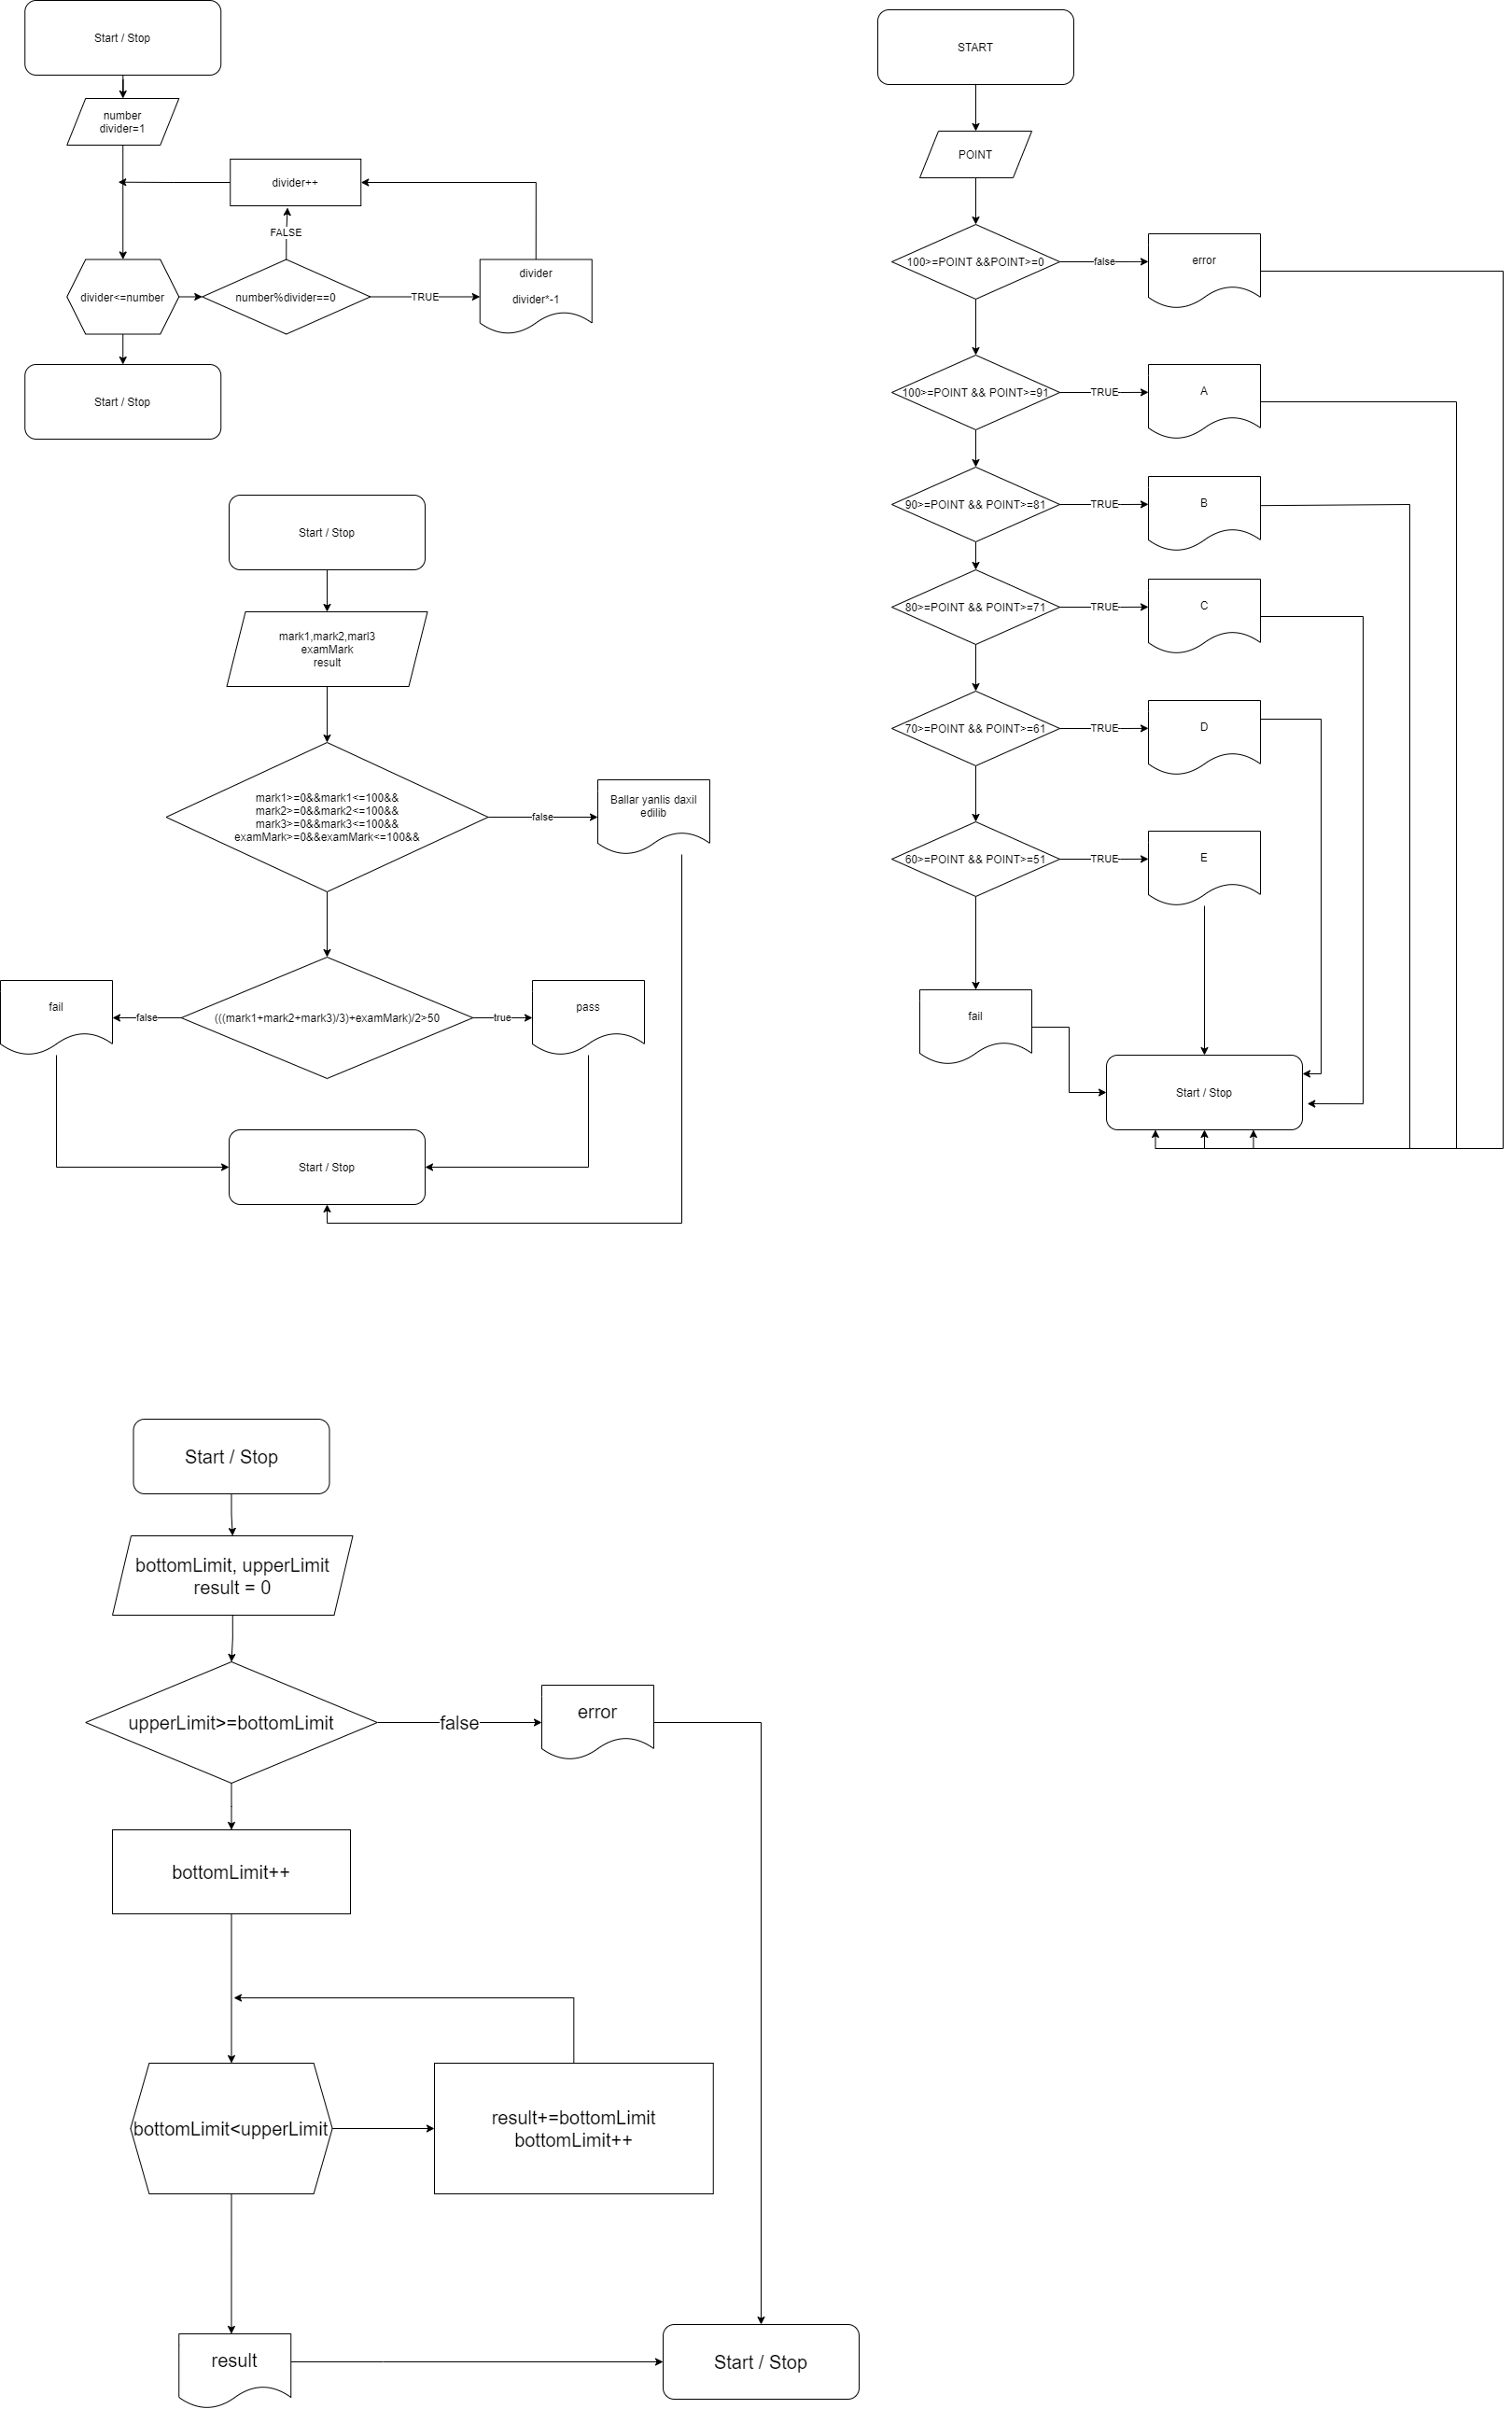 Start / Stop
number
divider=1
divider++
FALSE
divider<=number
number%divider==0
TRUE
divider
divider*-1
Start / Stop
START
POINT
100>=POINT &&POINT>=0
false
error
100>=POINT && POINT>=91
TRUE
A
90>=POINT && POINT>=81
TRUE
B
80>=POINT && POINT>=71
TRUE
C
70>=POINT && POINT>=61
TRUE
D
60>=POINT && POINT>=51
TRUE
E
fail
Start / Stop
Start / Stop
mark1,mark2,marl3
examMark
result
mark1>=0&&mark1<=100&&
mark2>=0&&mark2<=100&&
mark3>=0&&mark3<=100&&
examMark>=0&&examMark<=100&&
false
Ballar yanlis daxil
edilib
fail
false
(((mark1+mark2+mark3)/3)+examMark)/2>50
true
pass
Start / Stop
Start / Stop
bottomLimit, upperLimit
result = 0
upperLimit>=bottomLimit
false
error
bottomLimit++
bottomLimit<upperLimit
result+=bottomLimit
bottomLimit++
result
Start / Stop